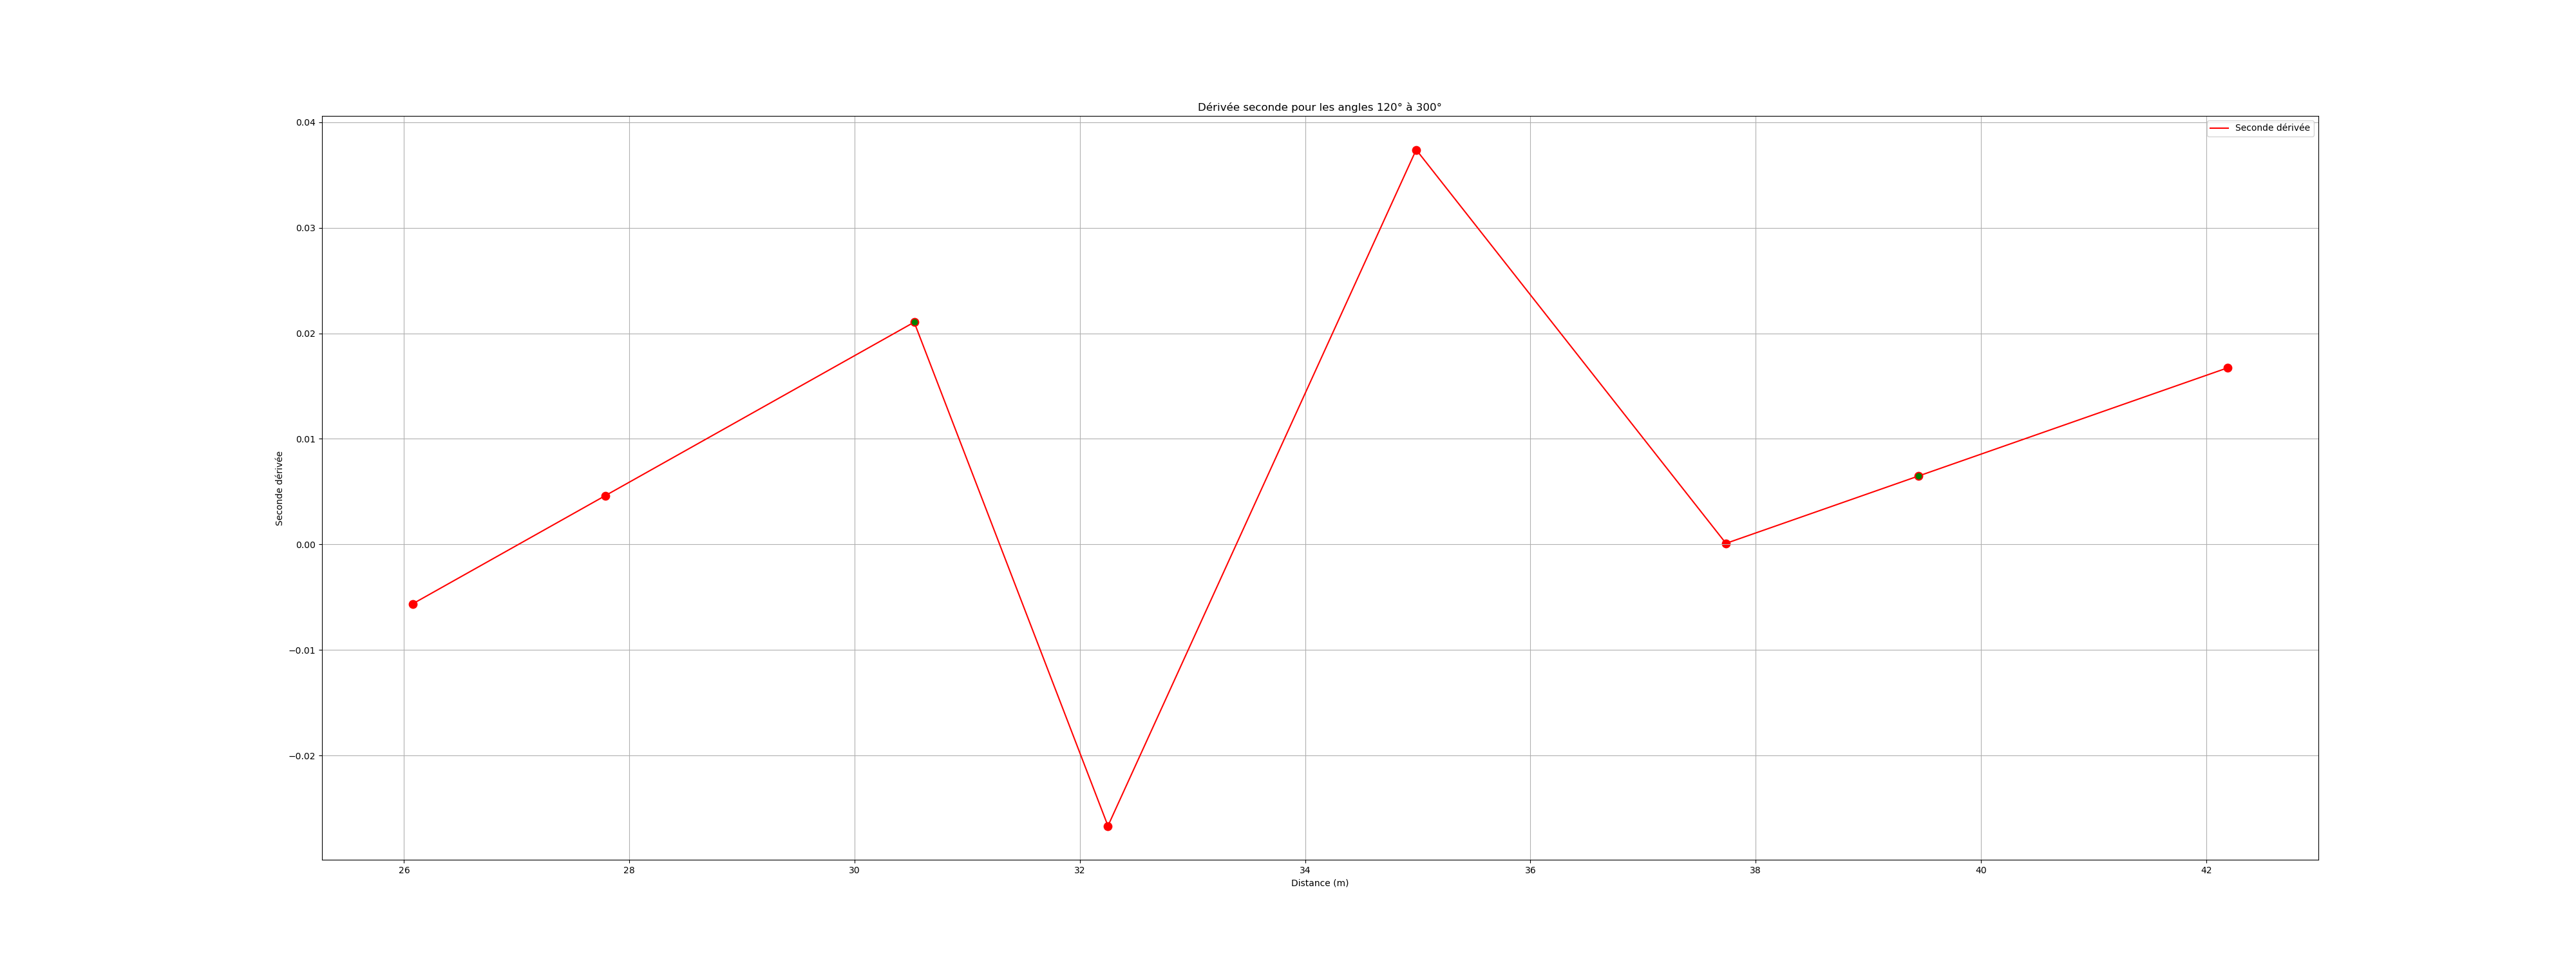 Dérivée seconde pour les angles 120° à 300°
Seconde dérivée
0.04
0.03
0.02
0.01
0.00
−0.01
−0.02
Seconde dérivée
26 28 30 32 34 36 38 40 42
Distance (m)